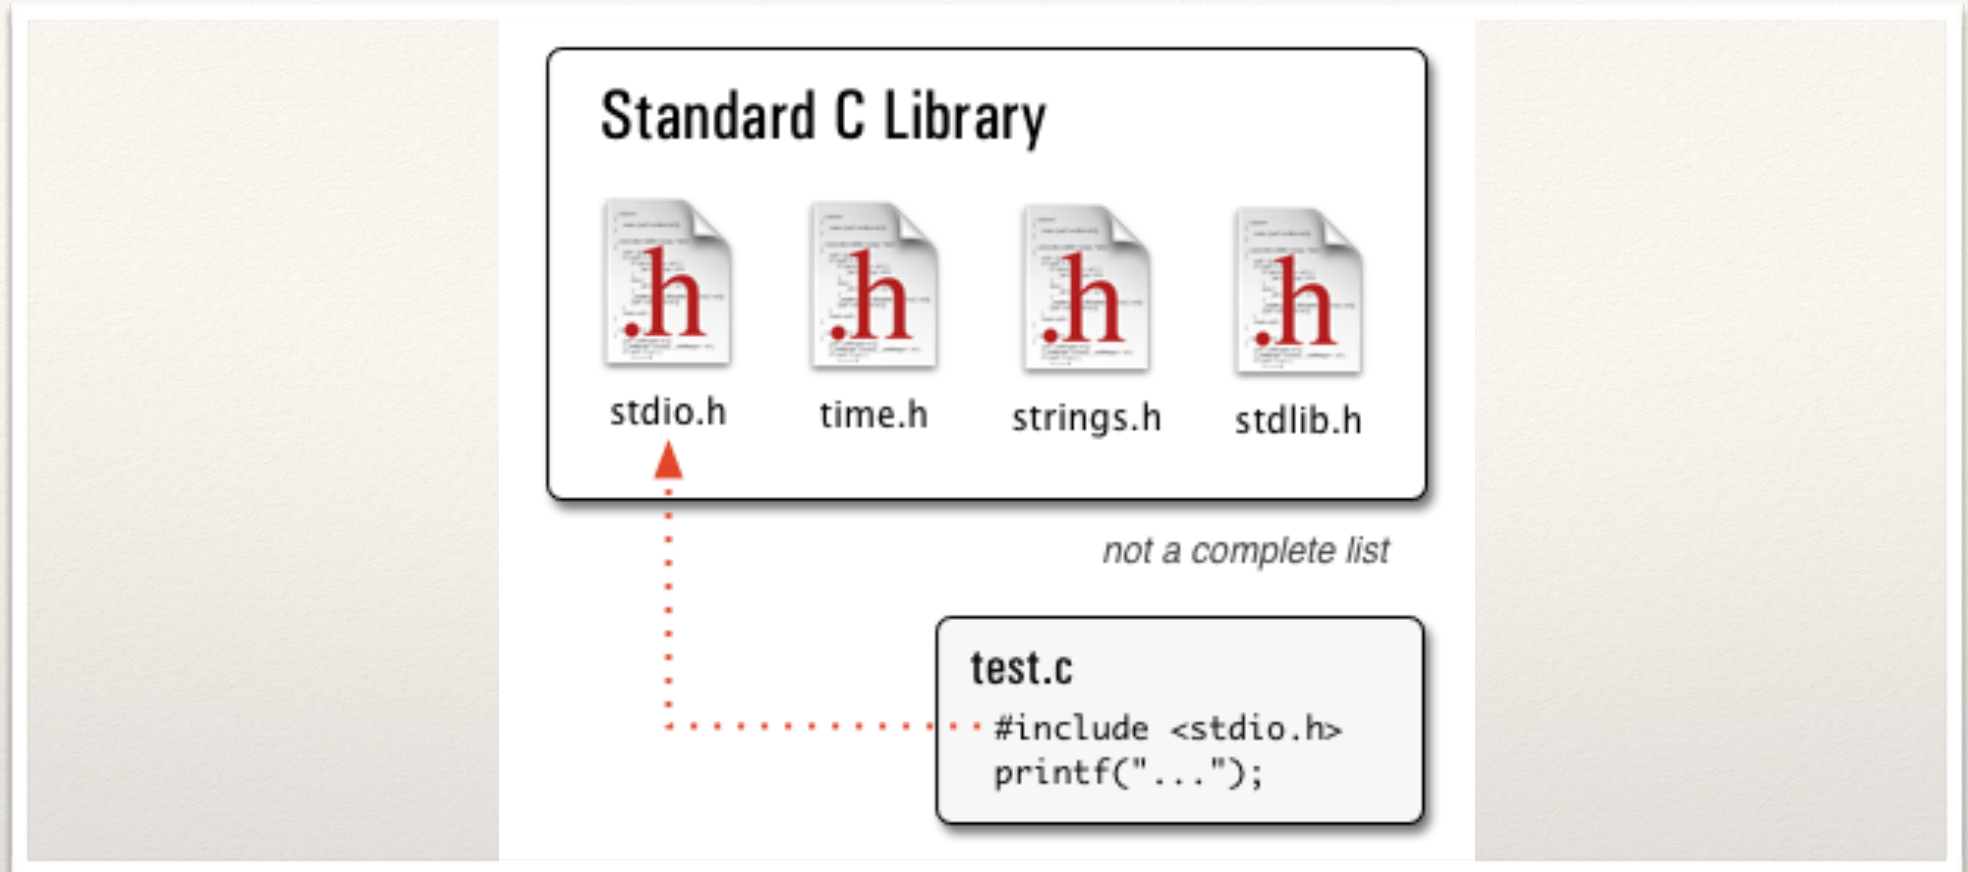 Standard C Library
.h .h .h .h
stdio.h time.h strings.h stdlib.h
not a complete list
test.c
#include <stdio.h>
printf("...");